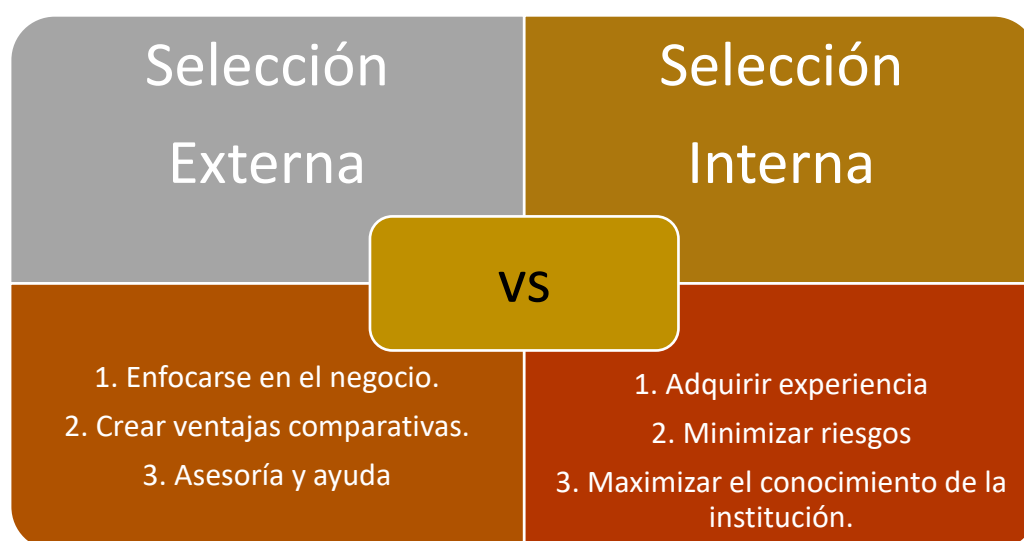 Selección
Externa
Selección
Interna
vs
1. Enfocarse en el negocio.
2. Crear ventajas comparativas.
3. Asesoría y ayuda
1. Adquirir experiencia
2. Minimizar riesgos
3. Maximizar el conocimiento de la
institución.